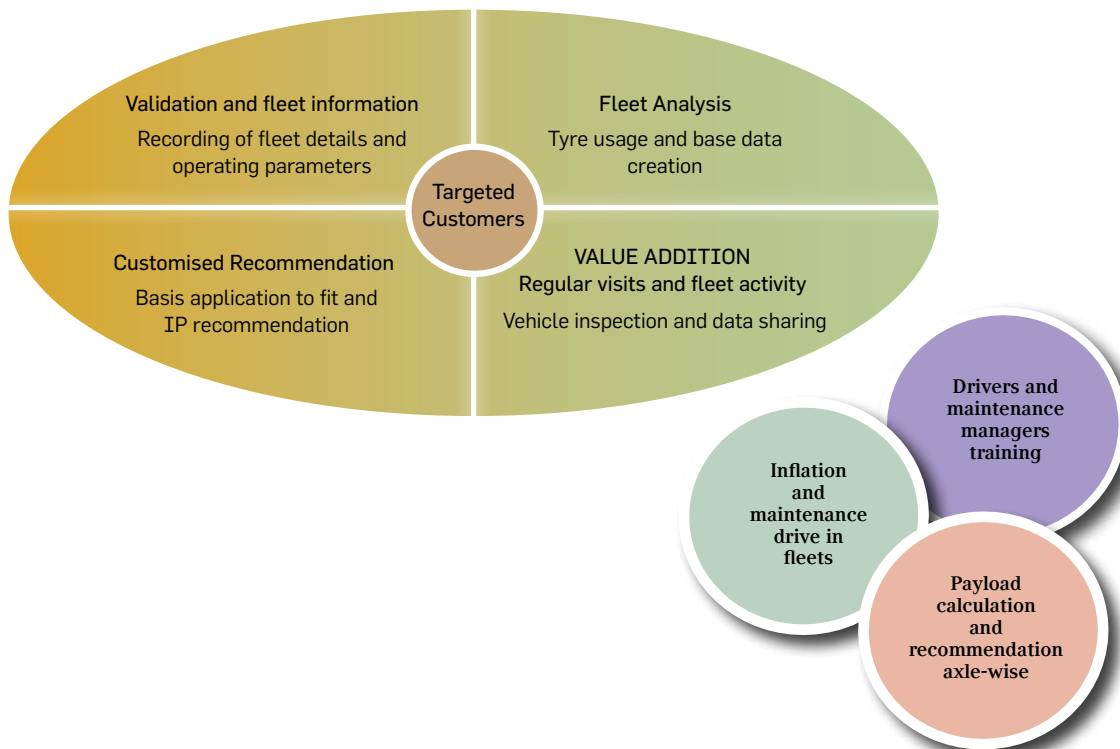 Validation and fleet information
Recording of fleet details and
operating parameters
Fleet Analysis
Tyre usage and base data
creation
Targeted
Customers
Customised Recommendation
Basis application to fit and
IP recommendation
VALUE ADDITION
Regular visits and fleet activity
Vehicle inspection and data sharing
Drivers and
maintenance
managers
training
Inflation
and
maintenance
drive in
fleets
Payload
calculation
and
recommendation
axle-wise